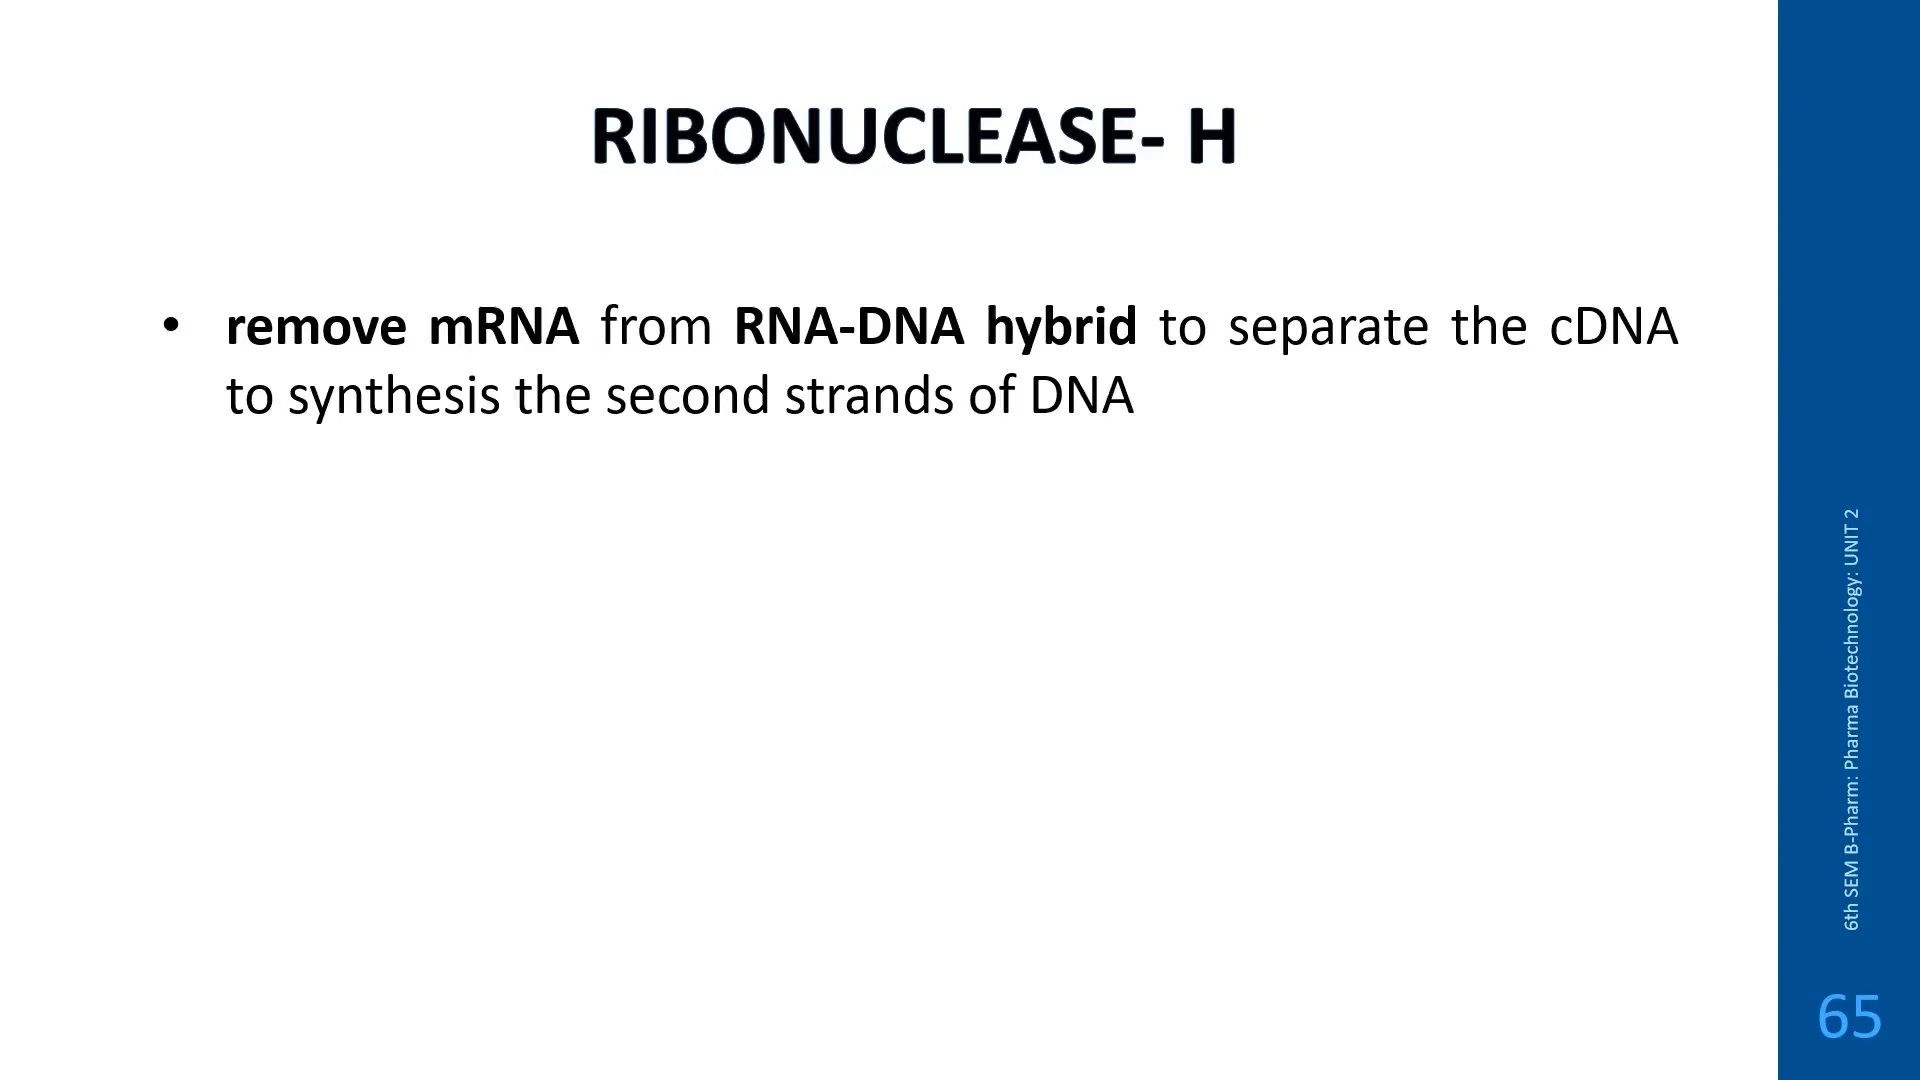 RIBONUCLEASE- H
• remove mRNA from RNA-DNA hybrid to separate the cDNA
to synthesis the second strands of DNA
6th SEM B-Pharm: Pharma Biotechnology: UNIT 2
65